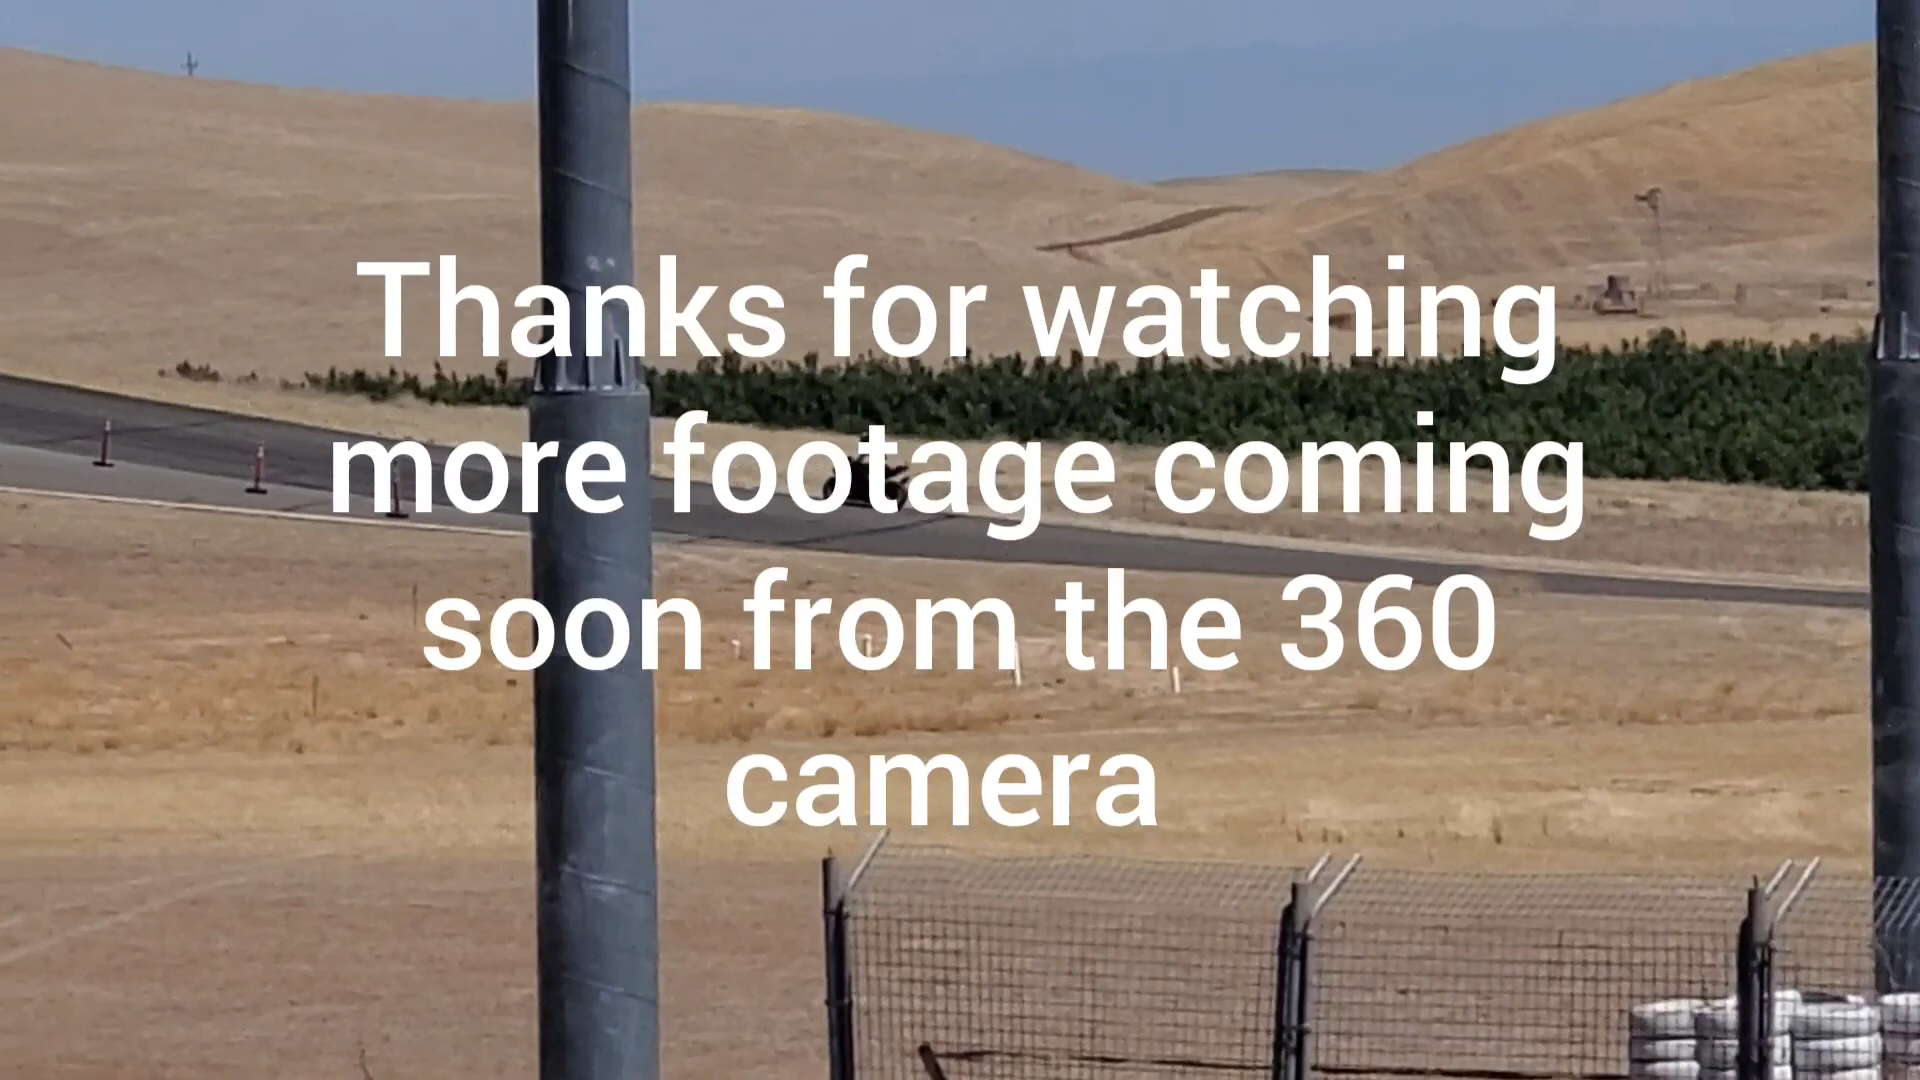 Thanks for watching
more footage coming
soon from the 360
camera